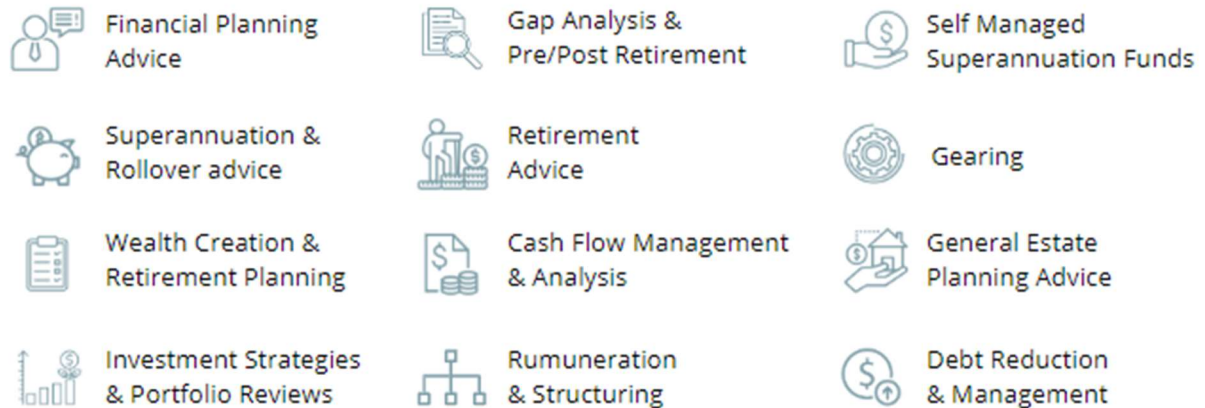 Financial Planning
Advice
Gap Analysis &
Pre/Post Retirement
Self Managed
Superannuation Funds
Superannuation &
Rollover advice
Retirement
Advice
Gearing
Wealth Creation &
Retirement Planning
Cash Flow Management
& Analysis
General Estate
Planning Advice
Investment Strategies
& Portfolio Reviews
Rumuneration
& Structuring
Debt Reduction
& Management